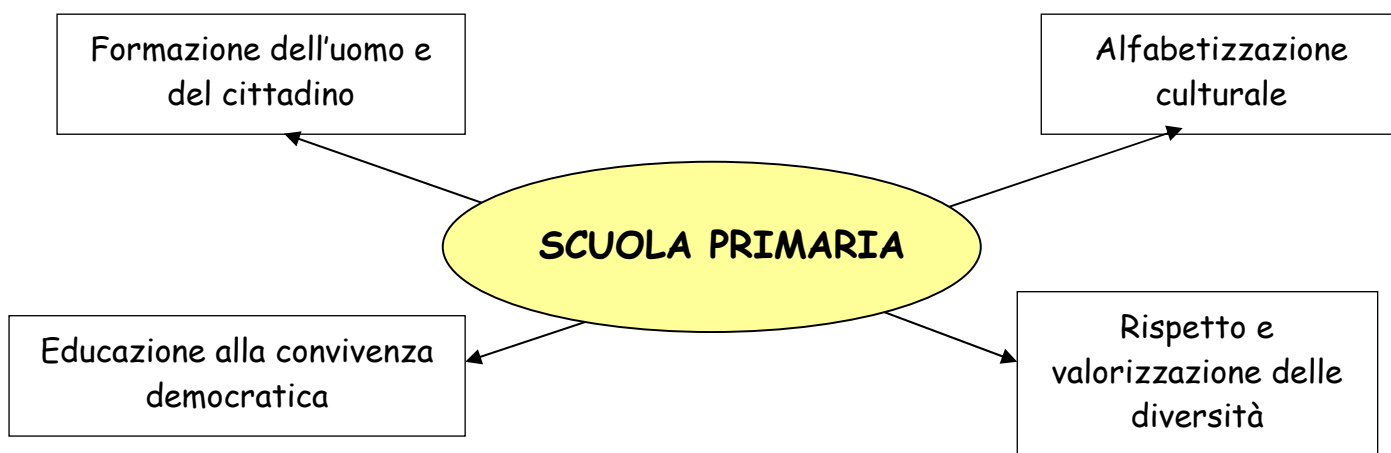 Formazione dell'uomo e
del cittadino
Alfabetizzazione
culturale
SCUOLA PRIMARIA
Educazione alla convivenza
democratica
Rispetto e
valorizzazione delle
diversità